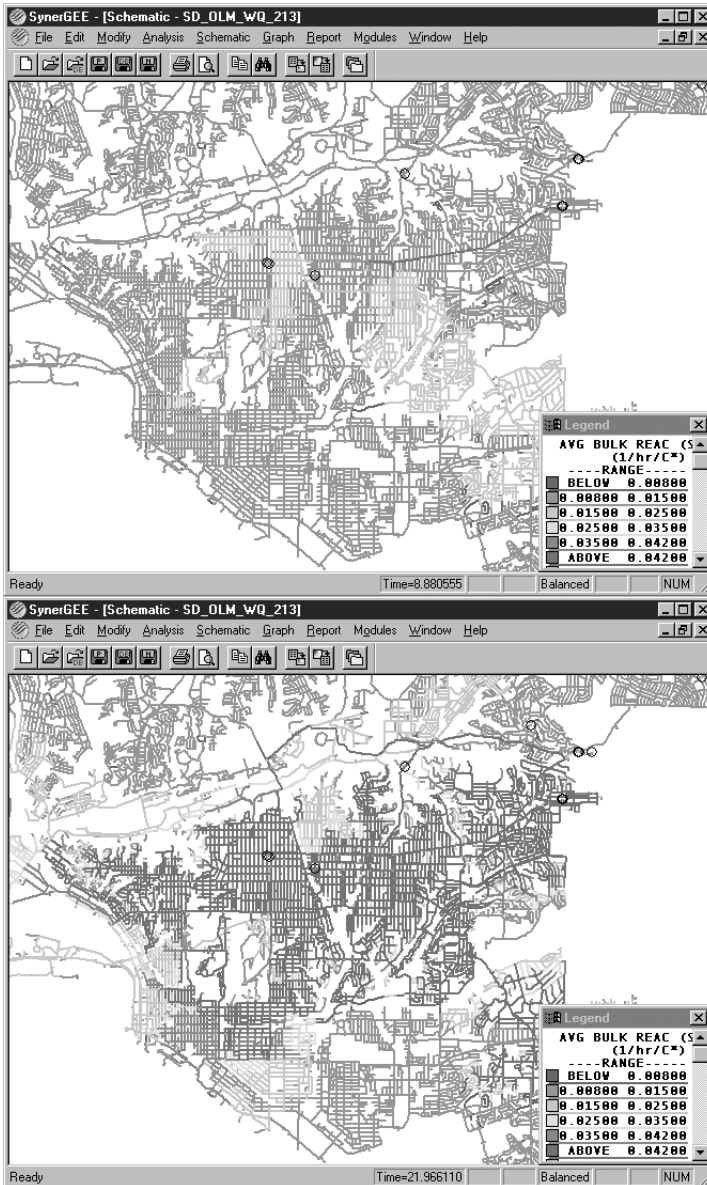 SynerGEE - [Schematic - SD_OLM_WQ_213]
File Edit Modify Analysis Schematic Graph Report Modules Window Help
Legend
AVG BULK REAC (S
(1/hr/C*)
----RANGE-----
BELOW 0.00800
0.00800 0.01500
0.01500 0.02500
0.02500 0.03500
0.03500 0.04200
ABOVE 0.04200
Ready Time=8.880555 Balanced NUM
SynerGEE - [Schematic - SD_OLM_WQ_213]
File Edit Modify Analysis Schematic Graph Report Modules Window Help
Legend
AVG BULK REAC (S
(1/hr/C*)
----RANGE-----
BELOW 0.00800
0.00800 0.01500
0.01500 0.02500
0.02500 0.03500
0.03500 0.04200
ABOVE 0.04200
Ready Time=21.966110 Balanced NUM